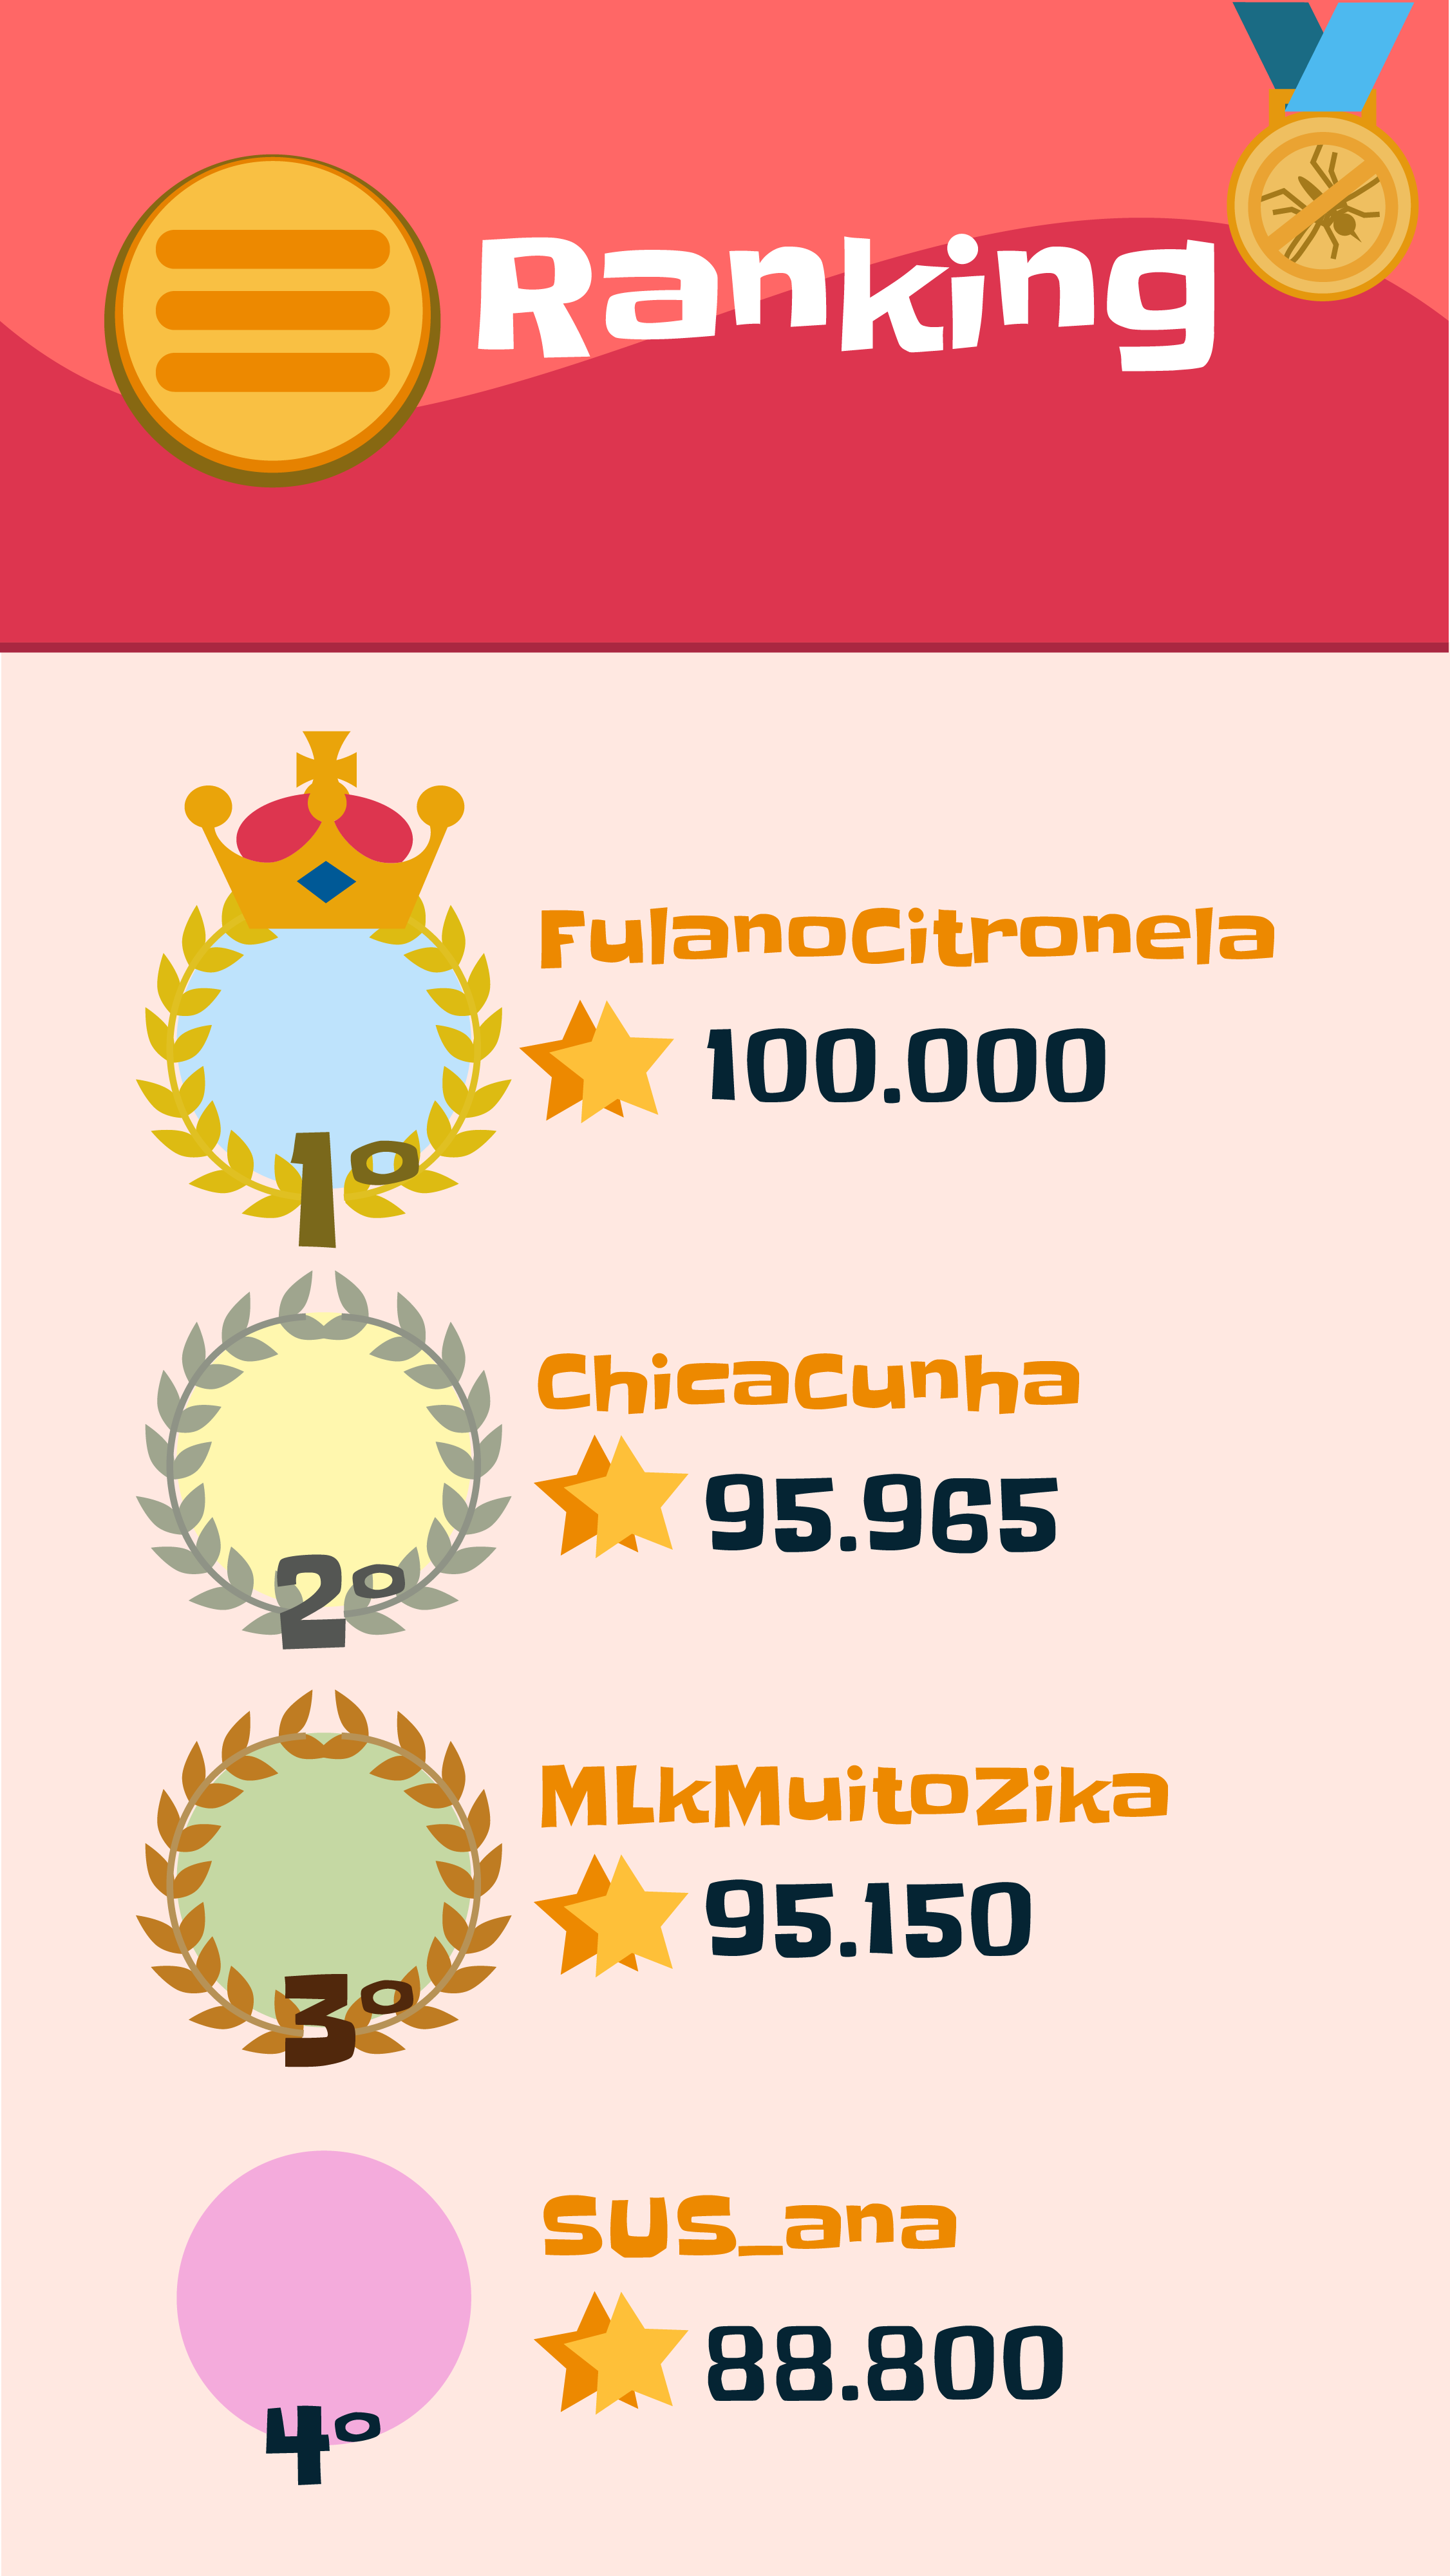 Ranking
FulanoCitronela
100.000
1º
ChicaCunha
95.965
2º
MLkMuitoZika
95.150
3º
SUS_ana
88.800
4º